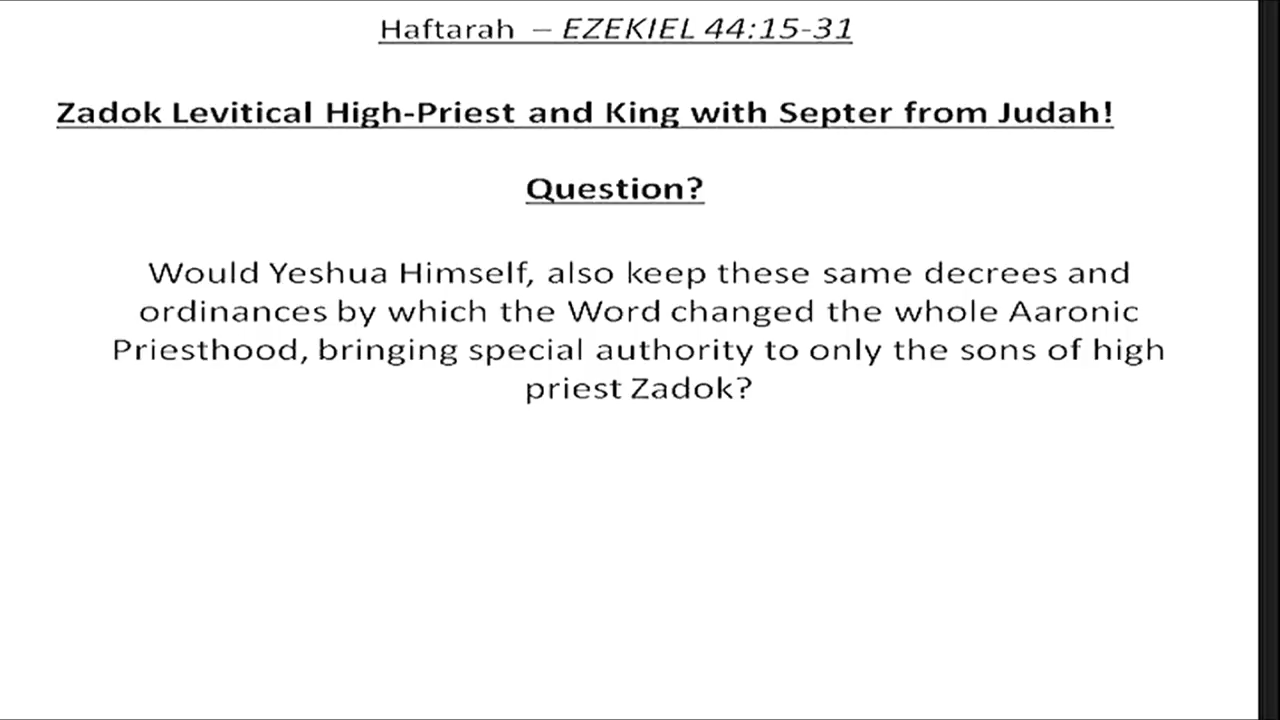 Haftarah – EZEKIEL 44:15-31
Zadok Levitical High-Priest and King with Septer from Judah!
Question?
Would Yeshua Himself, also keep these same decrees and
ordinances by which the Word changed the whole Aaronic
Priesthood, bringing special authority to only the sons of high
priest Zadok?